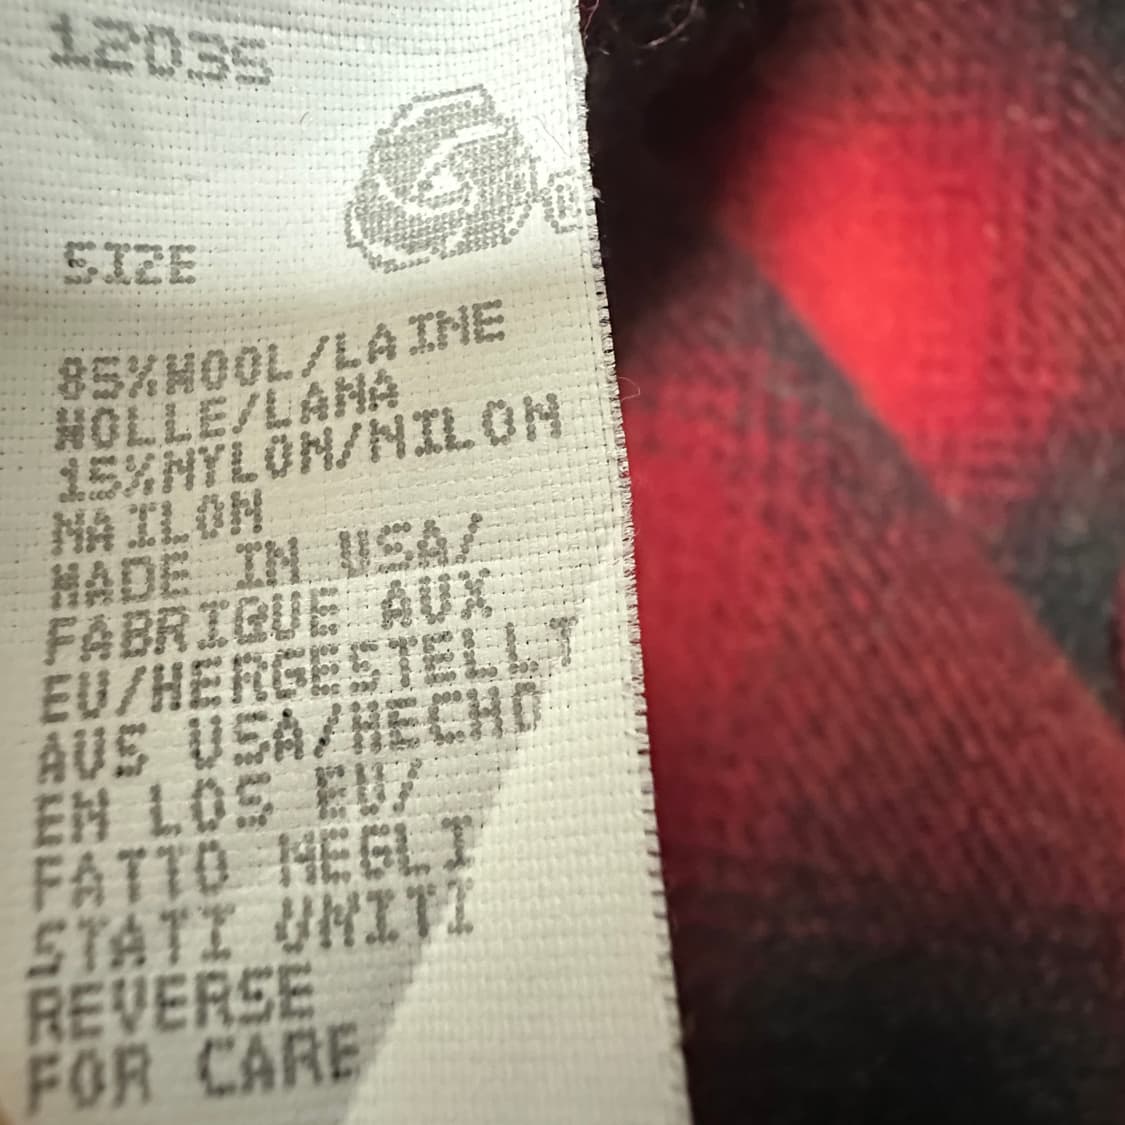 12035
®
SIZE
85%WOOL/LAINE
WOLLE/LANA
15%NYLON/NILON
NAILON
MADE IN USA/
FABRIQUE AUX
EU/HERGESTELLT
AUS USA/HECHO
EN LOS EU/
FATTO NEGLI
STATI UNITI
REVERSE
FOR CARE